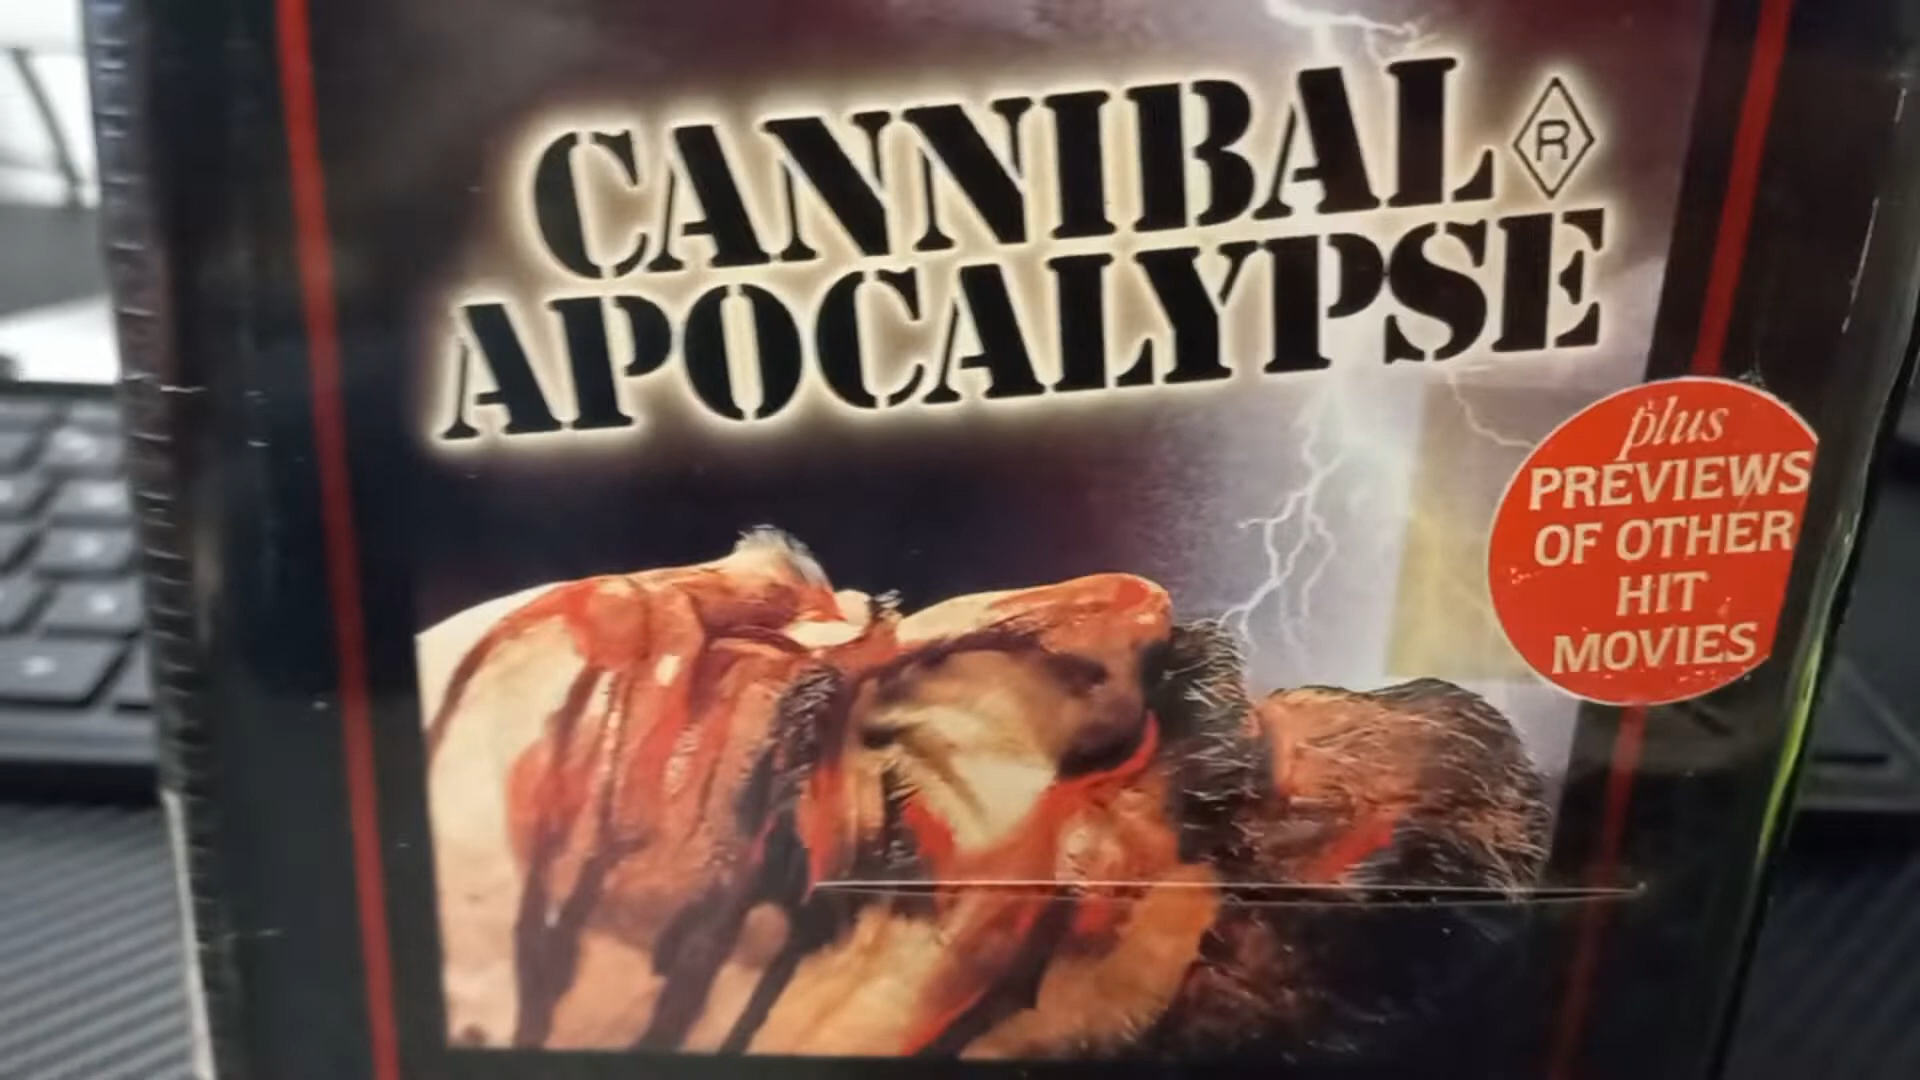 CANNIBAL
R
APOCALYPSE
plus
PREVIEWS
OF OTHER
HIT
MOVIES